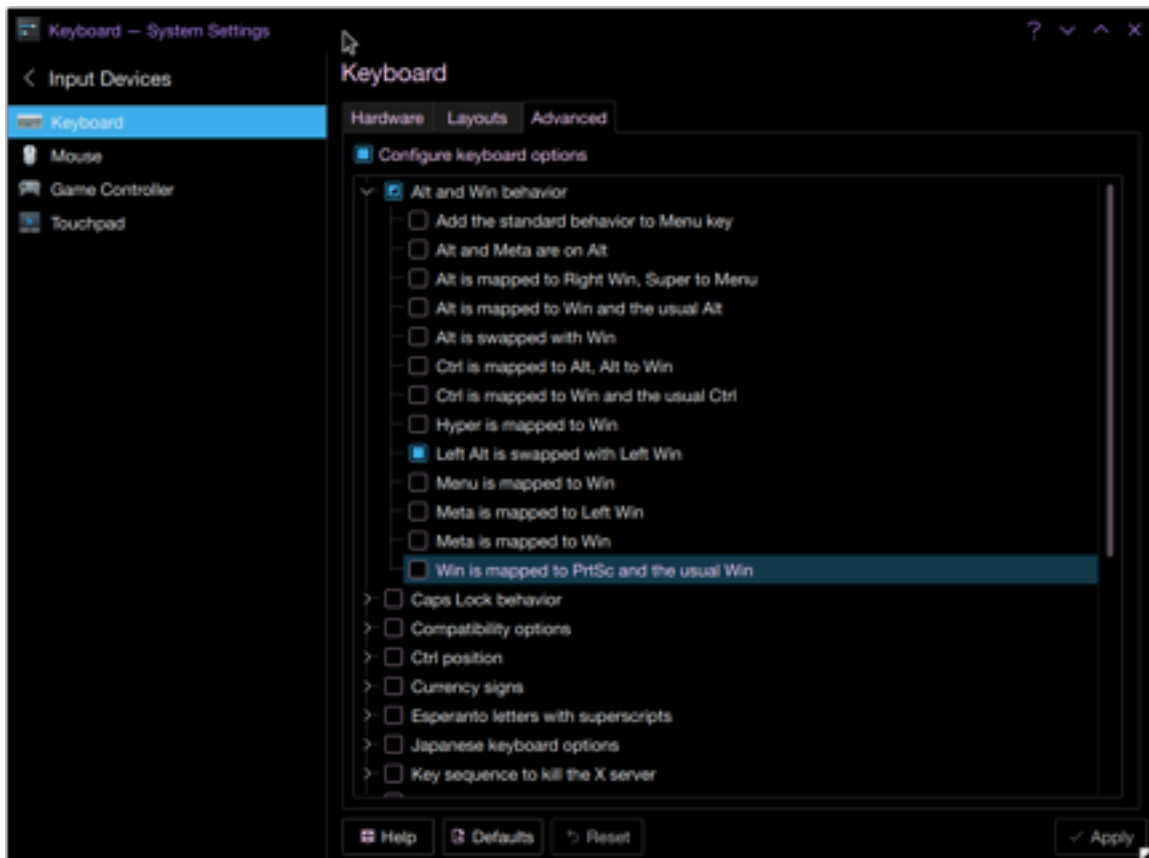 Keyboard — System Settings
Input Devices
Keyboard
Mouse
Game Controller
Touchpad
Keyboard
Hardware Layouts Advanced
Configure keyboard options
Alt and Win behavior
Add the standard behavior to Menu key
Alt and Meta are on Alt
Alt is mapped to Right Win, Super to Menu
Alt is mapped to Win and the usual Alt
Alt is swapped with Win
Ctrl is mapped to Alt, Alt to Win
Ctrl is mapped to Win and the usual Ctrl
Hyper is mapped to Win
Left Alt is swapped with Left Win
Menu is mapped to Win
Meta is mapped to Left Win
Meta is mapped to Win
Win is mapped to PrtSc and the usual Win
Caps Lock behavior
Compatibility options
Ctrl position
Currency signs
Esperanto letters with superscripts
Japanese keyboard options
Key sequence to kill the X server
Help Defaults Reset Apply